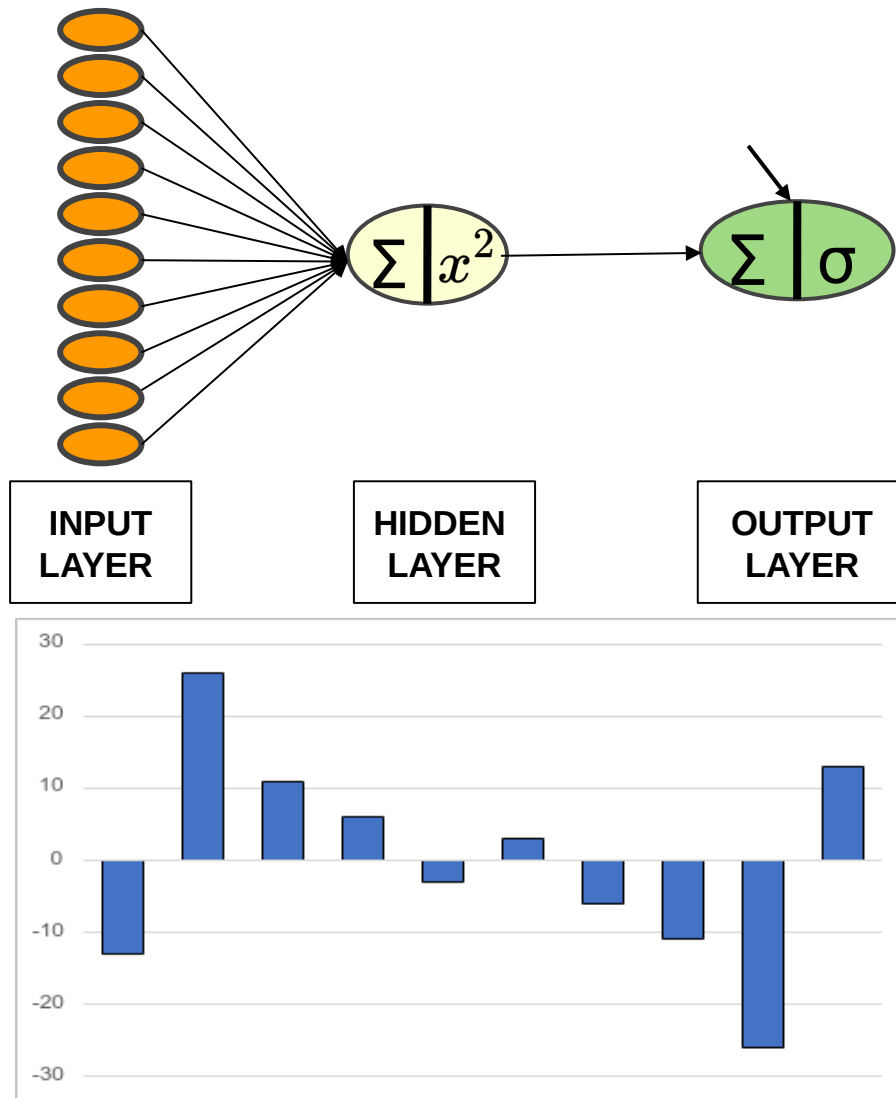 Σ x² Σ σ
INPUT
LAYER
HIDDEN
LAYER
OUTPUT
LAYER
30
20
10
0
-10
-20
-30